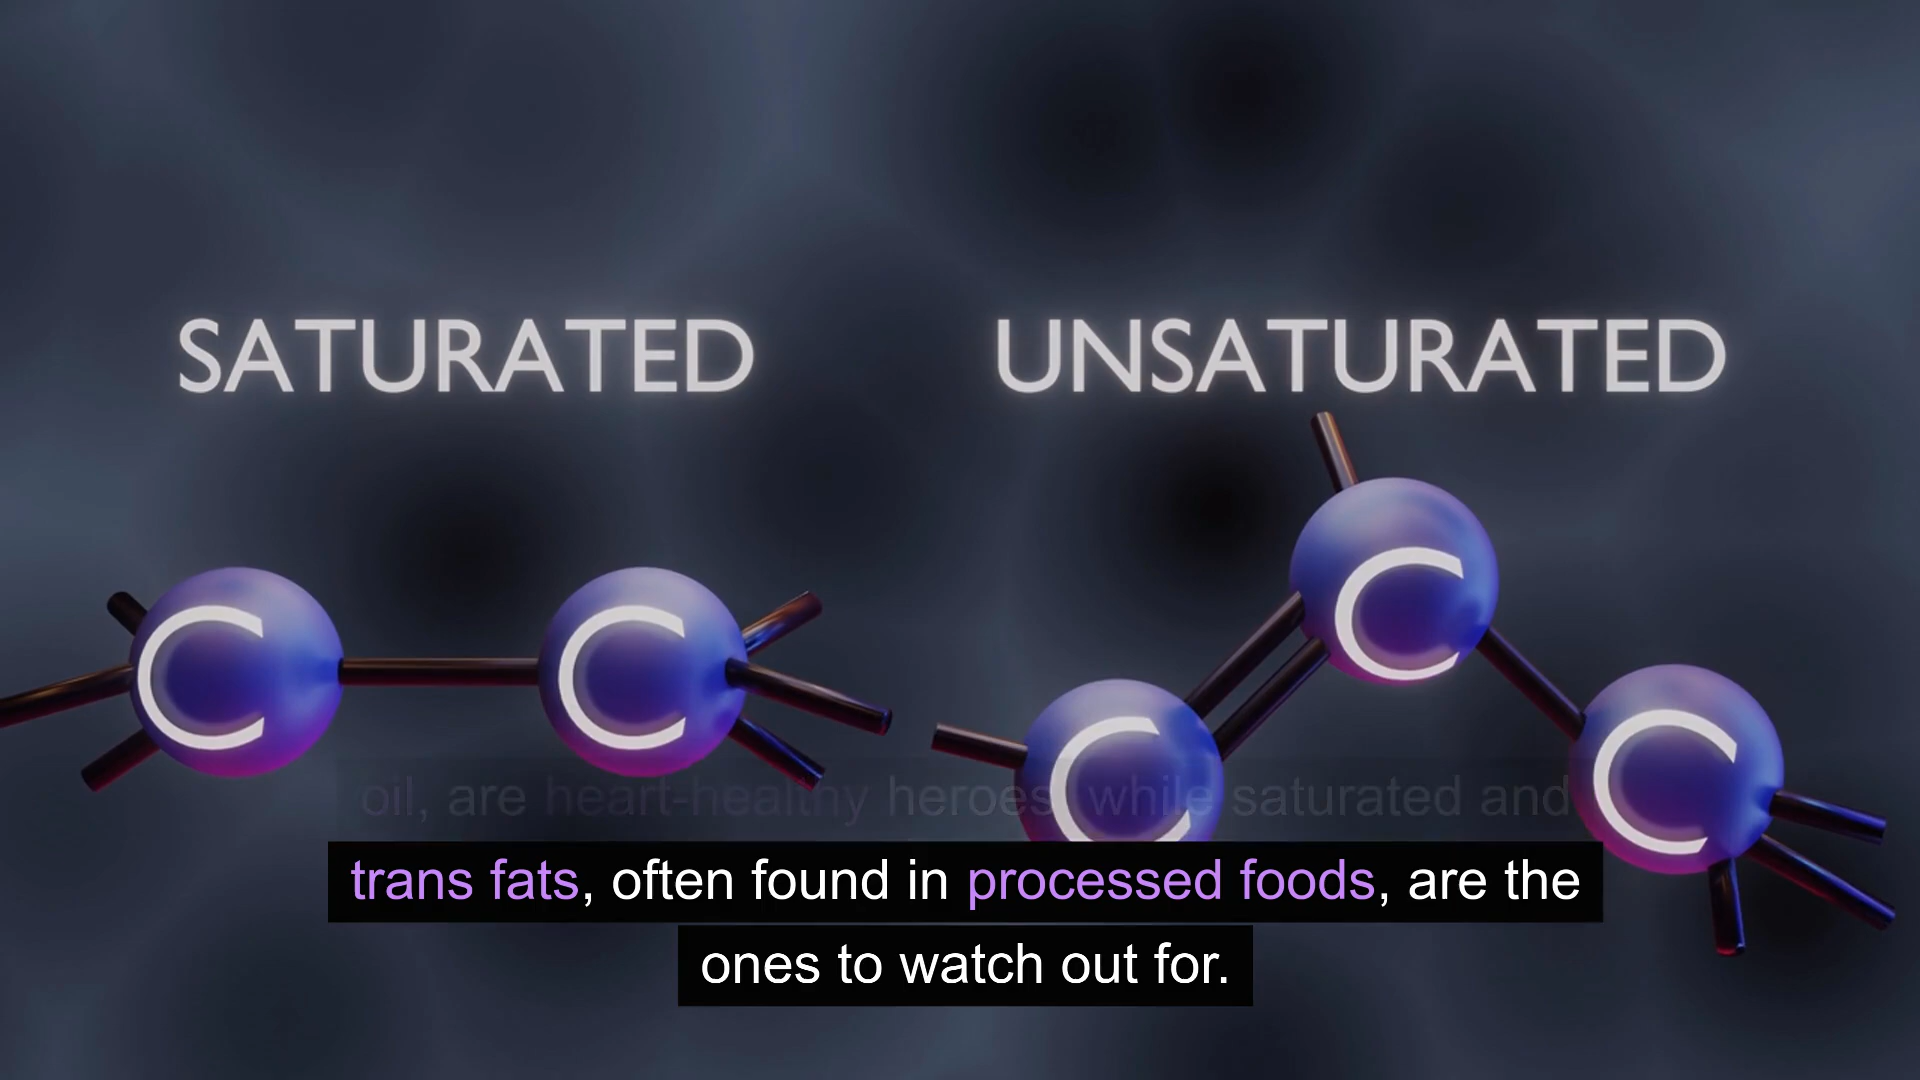 SATURATED UNSATURATED
C C C C C
oil, are heart-healthy heroes, while saturated and
trans fats, often found in processed foods, are the
ones to watch out for.